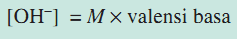 [OH⁻] = M × valensi basa